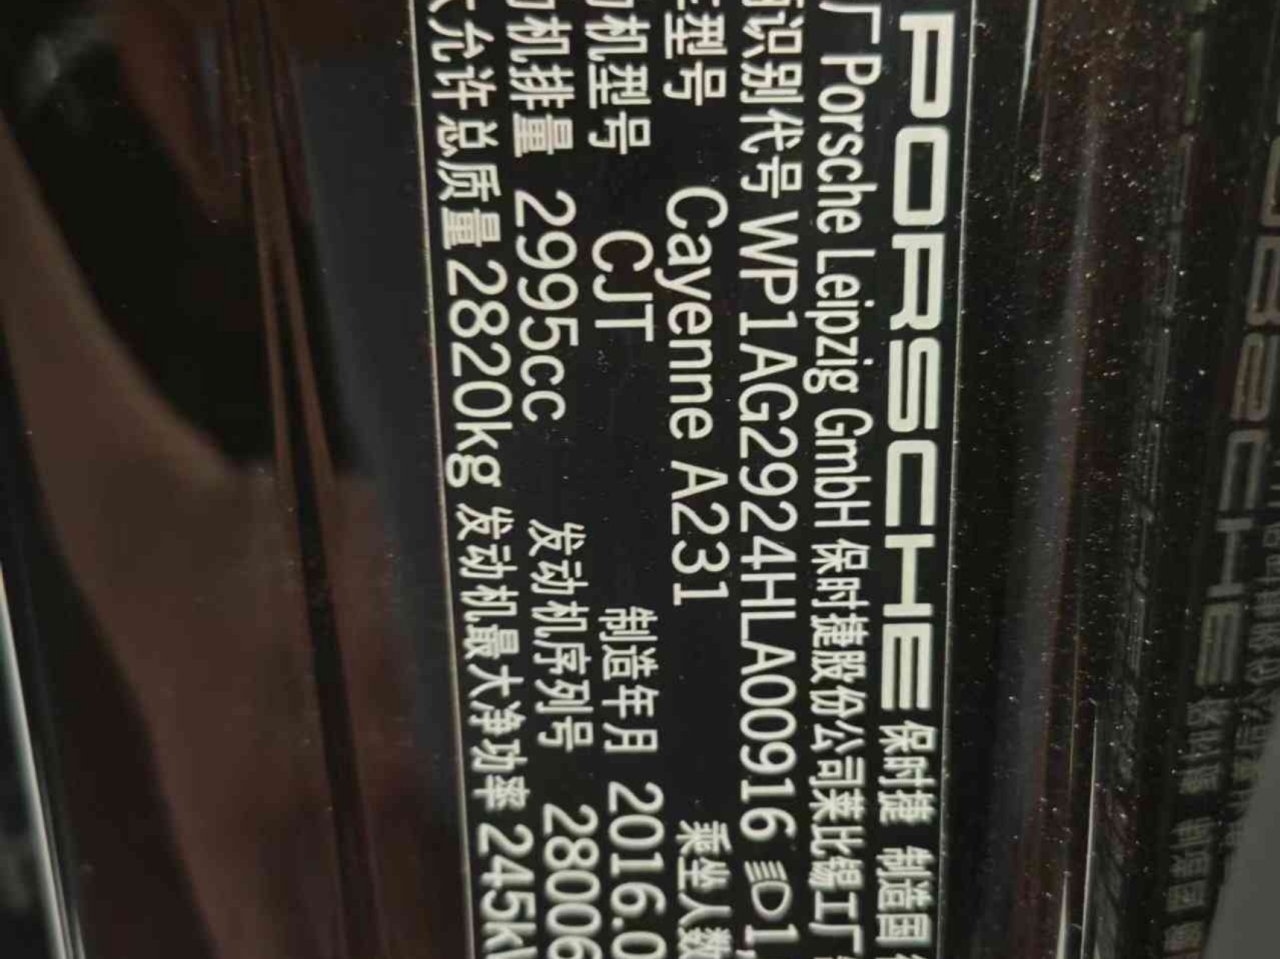 PORSCHE 保时捷 制造国
厂 Porsche Leipzig GmbH 保时捷股份公司莱比锡工厂
识别代号 WP1AG2924HLA00916 1,
型号 Cayenne A231 乘坐人数
机型号 CJT 制造年月 2016.0
机排量 2995cc 发动机序列号 28006
允许总质量 2820kg 发动机最大净功率 245k